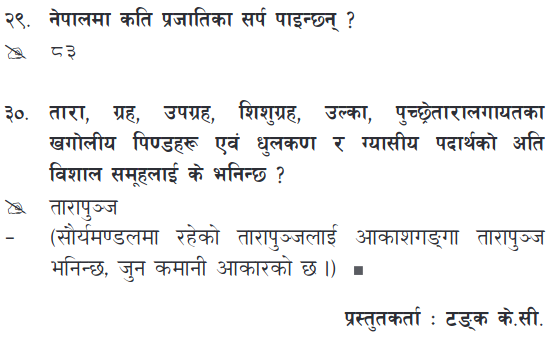 २९. नेपालमा कति प्रजातिका सर्प पाइन्छन् ?
८३
३०. तारा, ग्रह, उपग्रह, शिशुग्रह, उल्का, पुच्छ्रेतारालगायतका
खगोलीय पिण्डहरू एवं धुलकण र ग्यासीय पदार्थको अति
विशाल समूहलाई के भनिन्छ ?
तारापुञ्ज
– (सौर्यमण्डलमा रहेको तारापुञ्जलाई आकाशगङ्गा तारापुञ्ज
भनिन्छ, जुन कमानी आकारको छ ।)
प्रस्तुतकर्ता : टङ्क के.सी.